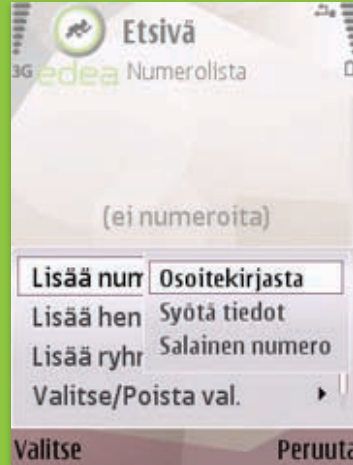 Etsivä
3G edea Numerolista
(ei numeroita)
Lisää num
Osoitekirjasta
Lisää hen
Syötä tiedot
Lisää ryhr
Salainen numero
Valitse/Poista val.
Valitse Peruuta